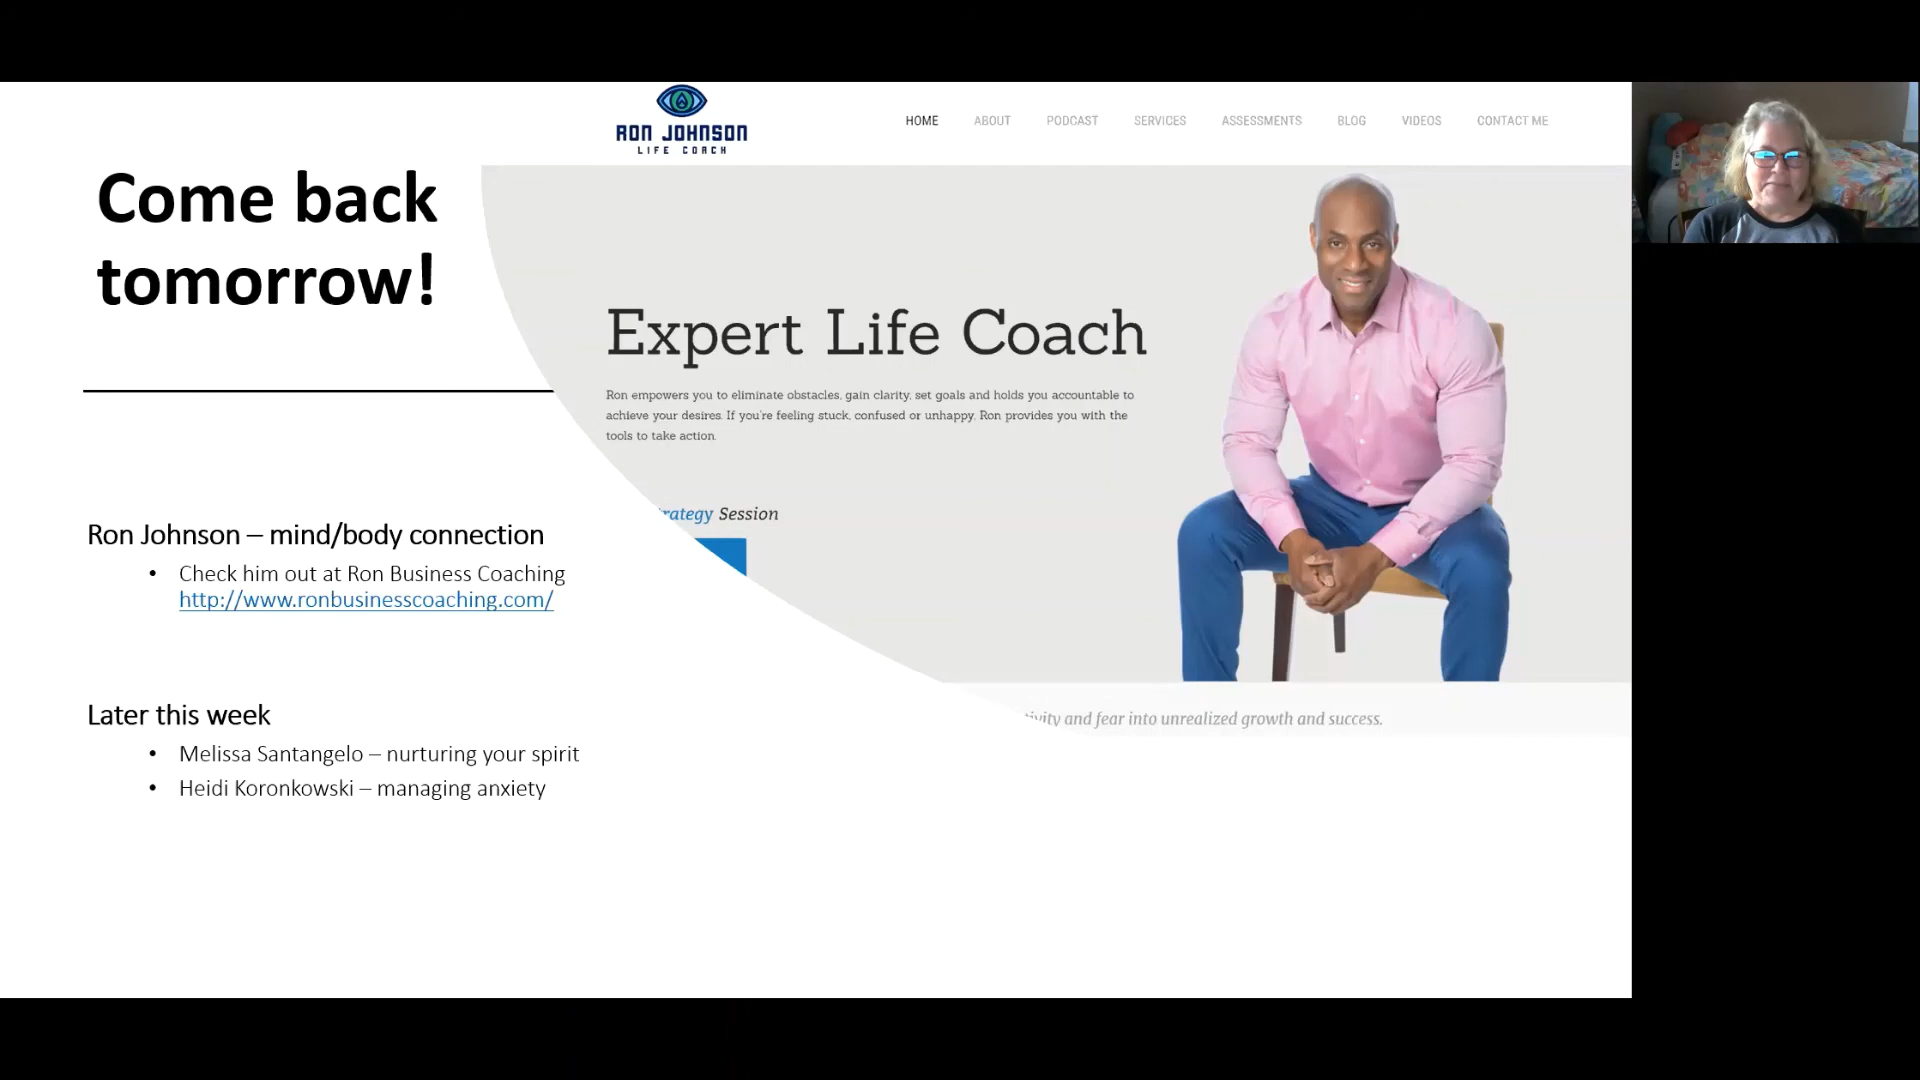 Come back
tomorrow!
Ron Johnson – mind/body connection
• Check him out at Ron Business Coaching
http://www.ronbusinesscoaching.com/
Later this week
• Melissa Santangelo – nurturing your spirit
• Heidi Koronkowski – managing anxiety
RON JOHNSON
LIFE COACH
HOME ABOUT PODCAST SERVICES ASSESSMENTS BLOG VIDEOS CONTACT ME
Expert Life Coach
Ron empowers you to eliminate obstacles, gain clarity, set goals and holds you accountable to
achieve your desires. If you're feeling stuck, confused or unhappy, Ron provides you with the
tools to take action.
Session
and fear into unrealized growth and success.